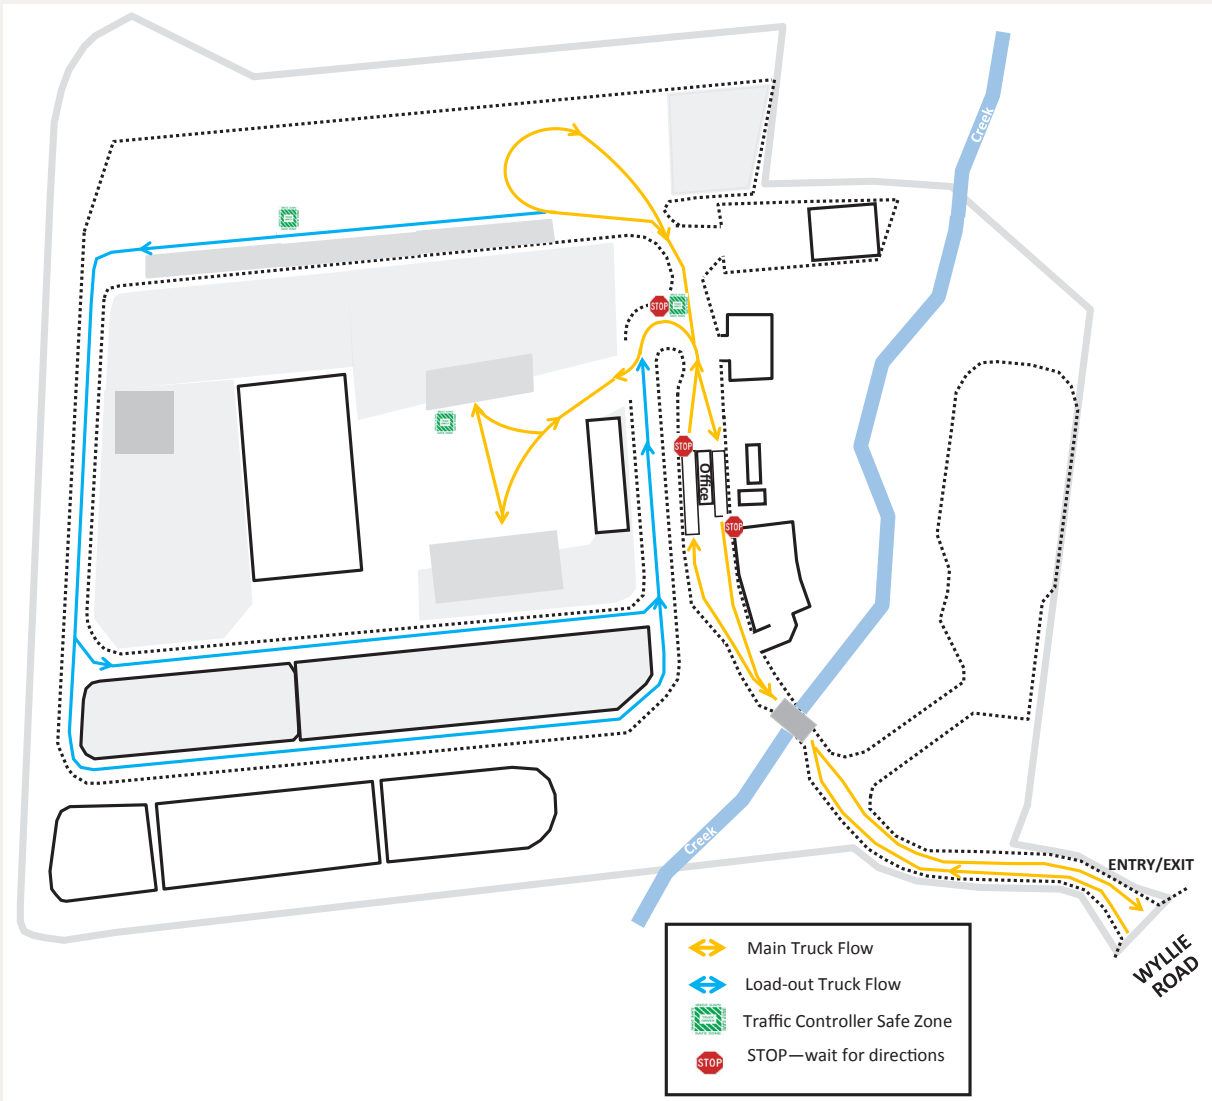 Creek
STOP
STOP
Office
STOP
Creek
ENTRY/EXIT
WYLLIE
ROAD
Main Truck Flow
Load-out Truck Flow
Traffic Controller Safe Zone
STOP
STOP—wait for directions